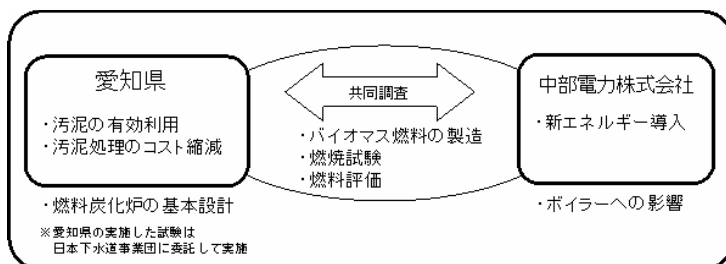 愛知県
・汚泥の有効利用
・汚泥処理のコスト縮減
・燃料炭化炉の基本設計
※愛知県の実施した試験は
日本下水道事業団に委託して実施
共同調査
・バイオマス燃料の製造
・燃焼試験
・燃料評価
中部電力株式会社
・新エネルギー導入
・ボイラーへの影響